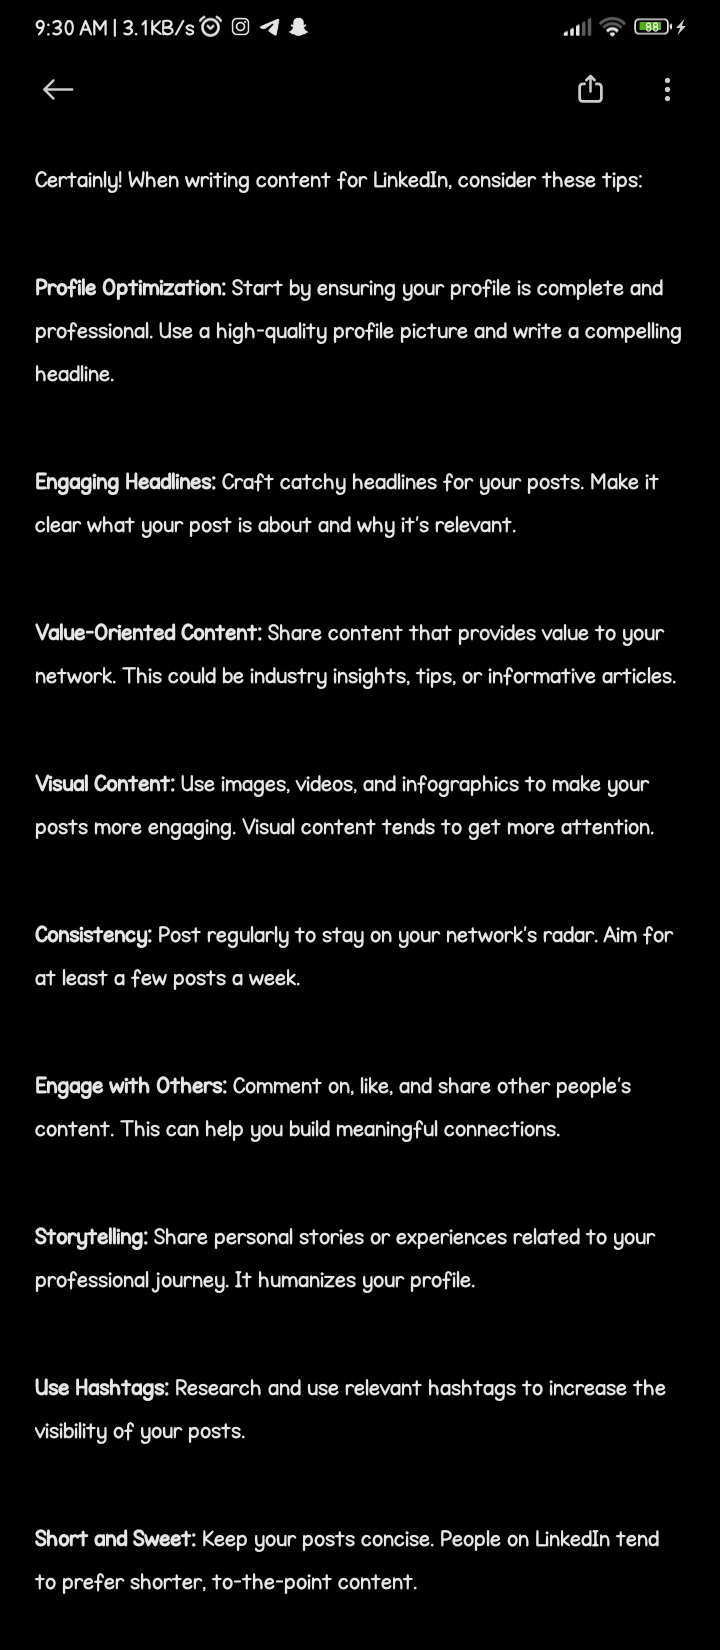 9:30 AM | 3.1KB/s
88
Certainly! When writing content for LinkedIn, consider these tips:
Profile Optimization: Start by ensuring your profile is complete and
professional. Use a high-quality profile picture and write a compelling
headline.
Engaging Headlines: Craft catchy headlines for your posts. Make it
clear what your post is about and why it's relevant.
Value-Oriented Content: Share content that provides value to your
network. This could be industry insights, tips, or informative articles.
Visual Content: Use images, videos, and infographics to make your
posts more engaging. Visual content tends to get more attention.
Consistency: Post regularly to stay on your network's radar. Aim for
at least a few posts a week.
Engage with Others: Comment on, like, and share other people's
content. This can help you build meaningful connections.
Storytelling: Share personal stories or experiences related to your
professional journey. It humanizes your profile.
Use Hashtags: Research and use relevant hashtags to increase the
visibility of your posts.
Short and Sweet: Keep your posts concise. People on LinkedIn tend
to prefer shorter, to-the-point content.